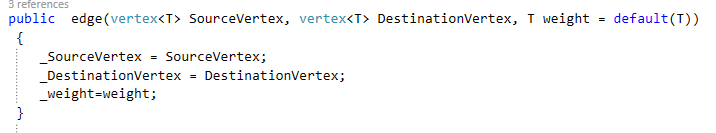 3 references
public  edge(vertex<T> SourceVertex, vertex<T> DestinationVertex, T weight = default(T))
{
_SourceVertex = SourceVertex;
_DestinationVertex = DestinationVertex;
_weight=weight;
}